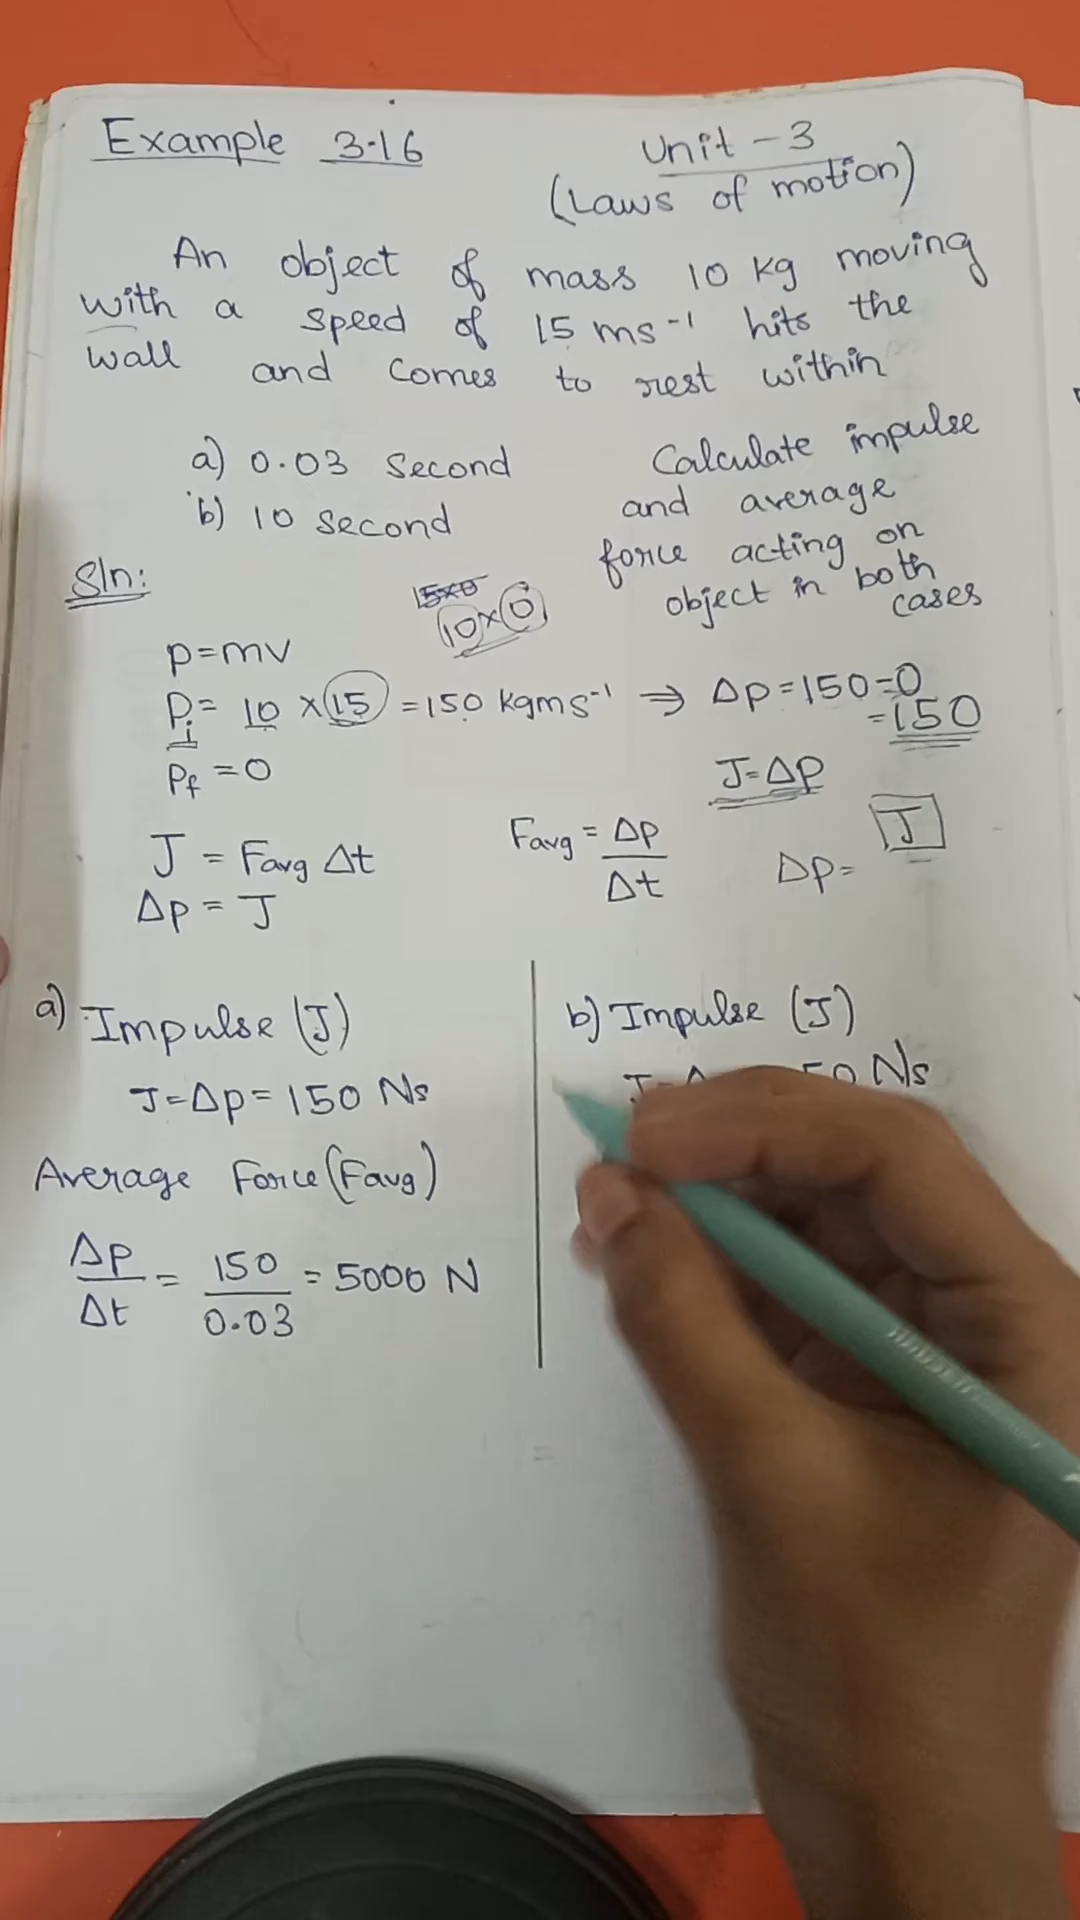 Example 3.16
Unit - 3
(Laws of motion)
An object of mass 10 kg moving
with a speed of 15 ms⁻¹ hits the
wall and comes to rest within
a) 0.03 second
b) 10 second
Calculate impulse
and average
force acting on
object in both
cases
Sln:
10 × 0
p=mv
Pi = 10 × 15 = 150 kgms⁻¹ ⇒ Δp = 150-0
= 150
Pf = 0
J=Δp
J = Favg Δt
Favg = Δp / Δt
Δp = J
Δp = J
a) Impulse (J)
J=Δp= 150 Ns
Average Force (Favg)
Δp / Δt = 150 / 0.03 = 5000 N
b) Impulse (J)
50 Ns